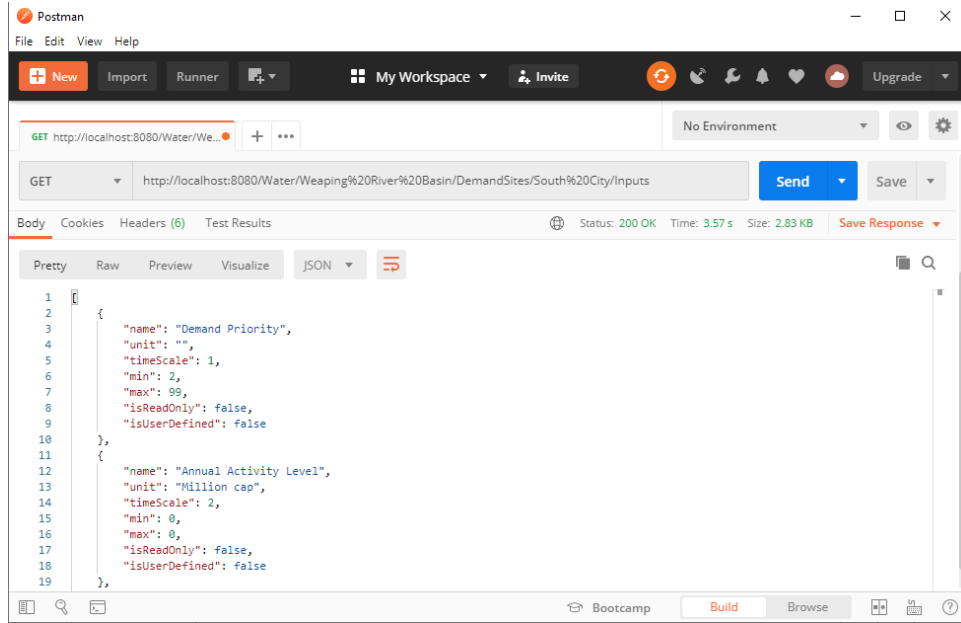 Postman
File Edit View Help
New Import Runner My Workspace Invite Upgrade
No Environment
GET http://localhost:8080/Water/We...
GET http://localhost:8080/Water/Weaping%20River%20Basin/DemandSites/South%20City/Inputs Send Save
Body Cookies Headers (6) Test Results Status: 200 OK Time: 3.57 s Size: 2.83 KB Save Response
Pretty Raw Preview Visualize JSON
1 [
2 {
3 "name": "Demand Priority",
4 "unit": "",
5 "timeScale": 1,
6 "min": 2,
7 "max": 99,
8 "isReadOnly": false,
9 "isUserDefined": false
10 },
11 {
12 "name": "Annual Activity Level",
13 "unit": "Million cap",
14 "timeScale": 2,
15 "min": 0,
16 "max": 0,
17 "isReadOnly": false,
18 "isUserDefined": false
19 },
Bootcamp Build Browse